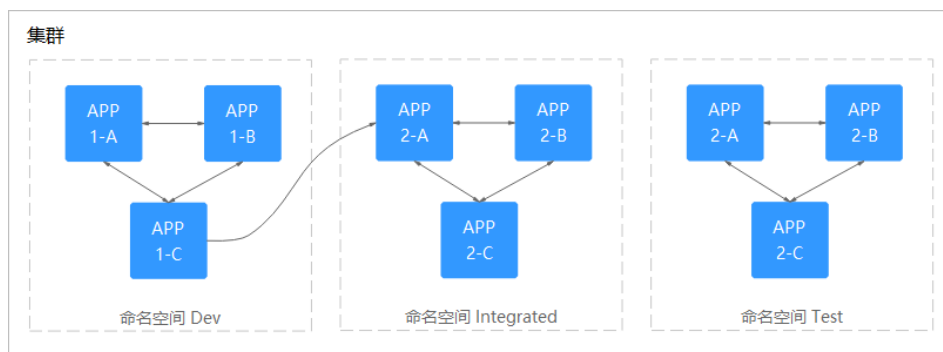 集群
APP
1-A
APP
1-B
APP
1-C
命名空间 Dev
APP
2-A
APP
2-B
APP
2-C
命名空间 Integrated
APP
2-A
APP
2-B
APP
2-C
命名空间 Test